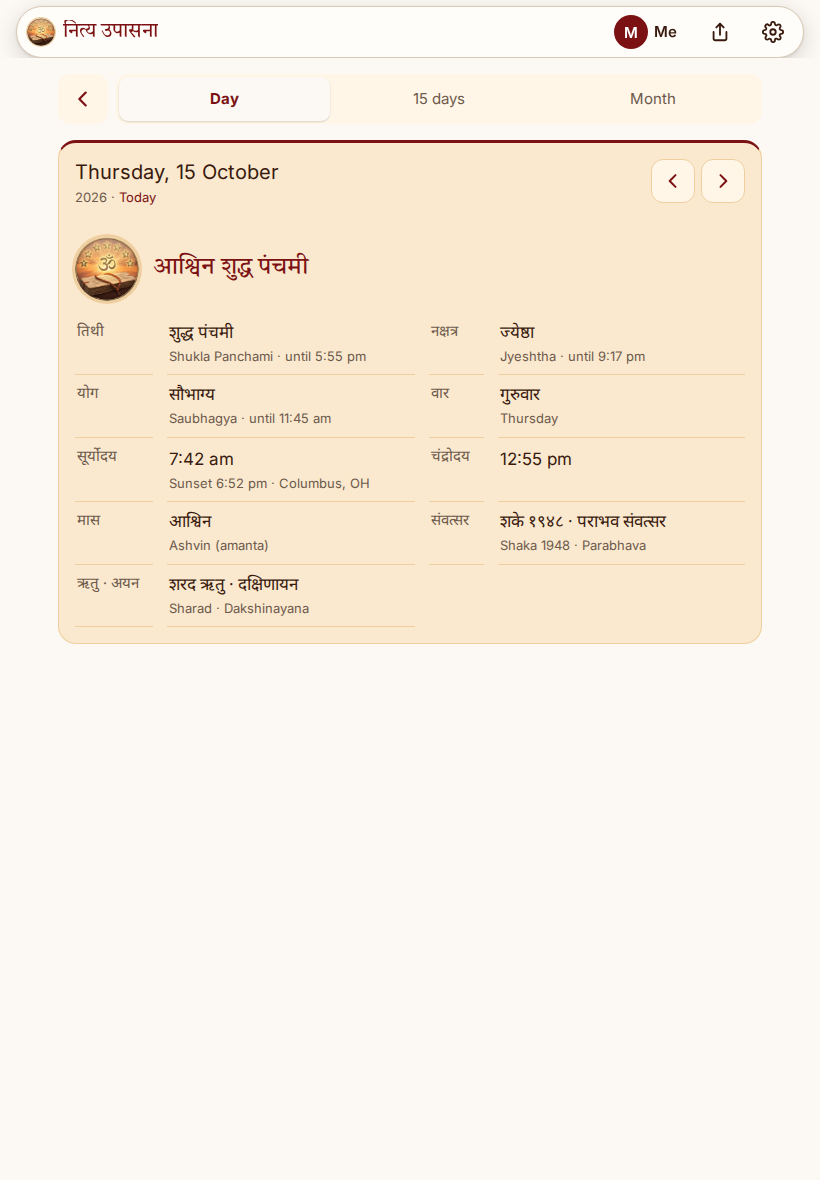 नित्य उपासना
M Me
Day 15 days Month
Thursday, 15 October
2026 · Today
ॐ
आश्विन शुद्ध पंचमी
तिथी शुद्ध पंचमी नक्षत्र ज्येष्ठा
Shukla Panchami · until 5:55 pm Jyeshtha · until 9:17 pm
योग सौभाग्य वार गुरुवार
Saubhagya · until 11:45 am Thursday
सूर्योदय 7:42 am चंद्रोदय 12:55 pm
Sunset 6:52 pm · Columbus, OH
मास आश्विन संवत्सर शके १९४८ · पराभव संवत्सर
Ashvin (amanta) Shaka 1948 · Parabhava
ऋतु · अयन शरद ऋतु · दक्षिणायन
Sharad · Dakshinayana